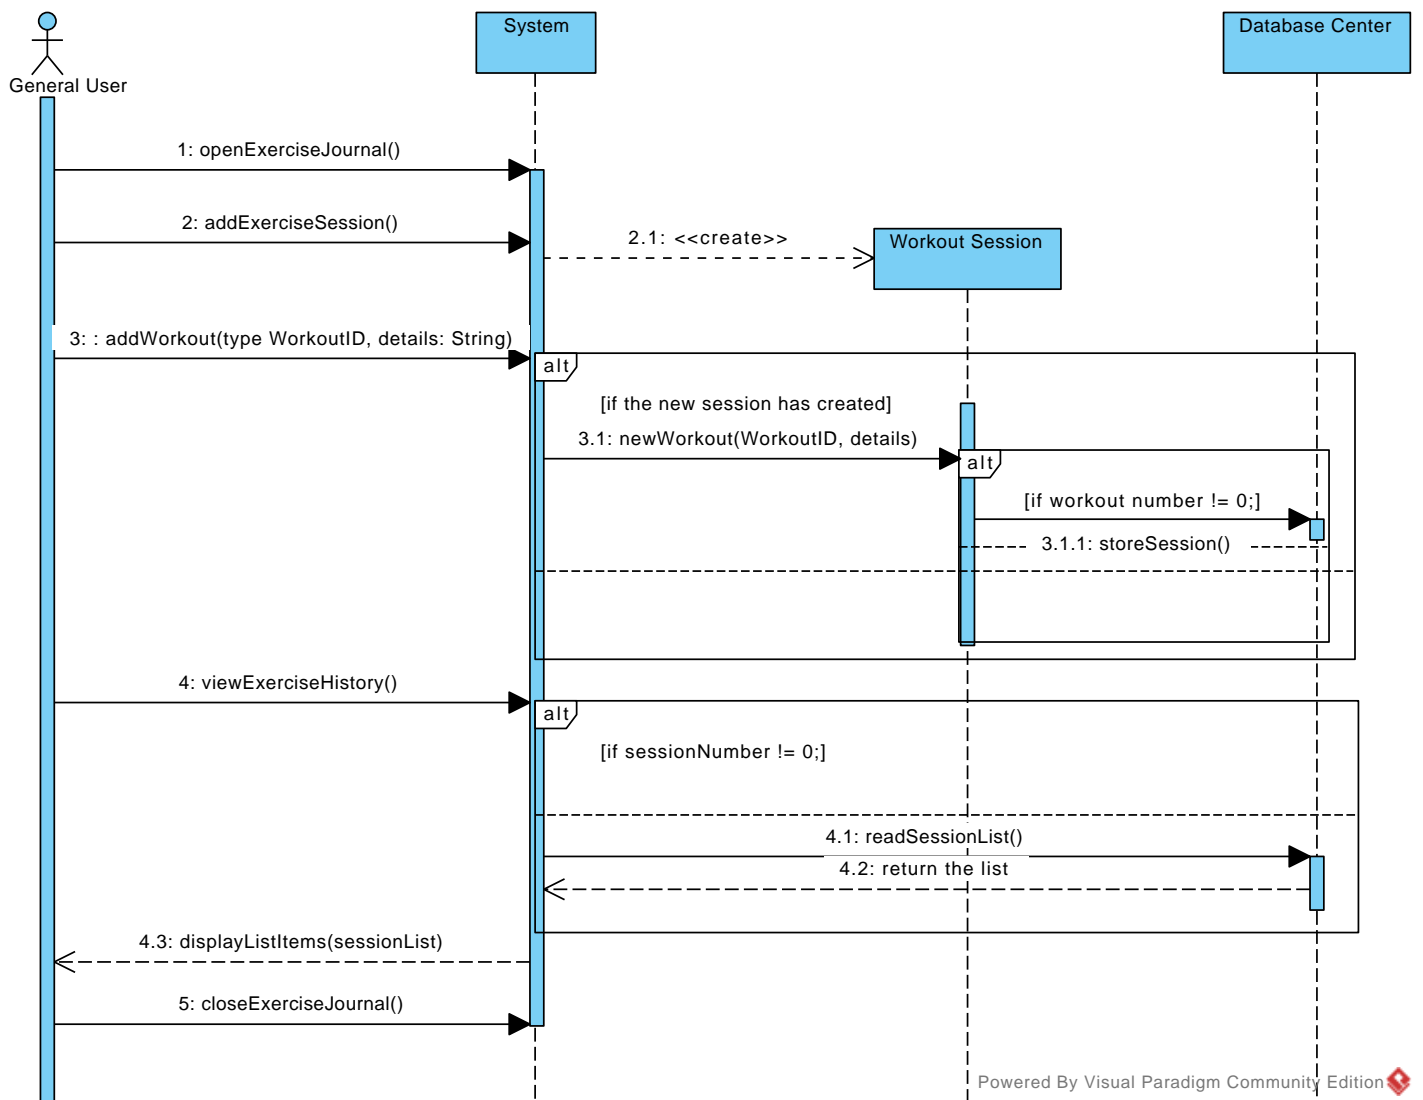 System
Database Center
General User
1: openExerciseJournal()
2: addExerciseSession()
2.1: <<create>>
Workout Session
3: : addWorkout(type WorkoutID, details: String)
alt
[if the new session has created]
3.1: newWorkout(WorkoutID, details)
alt
[if workout number != 0;]
3.1.1: storeSession()
4: viewExerciseHistory()
alt
[if sessionNumber != 0;]
4.1: readSessionList()
4.2: return the list
4.3: displayListItems(sessionList)
5: closeExerciseJournal()
Powered By Visual Paradigm Community Edition